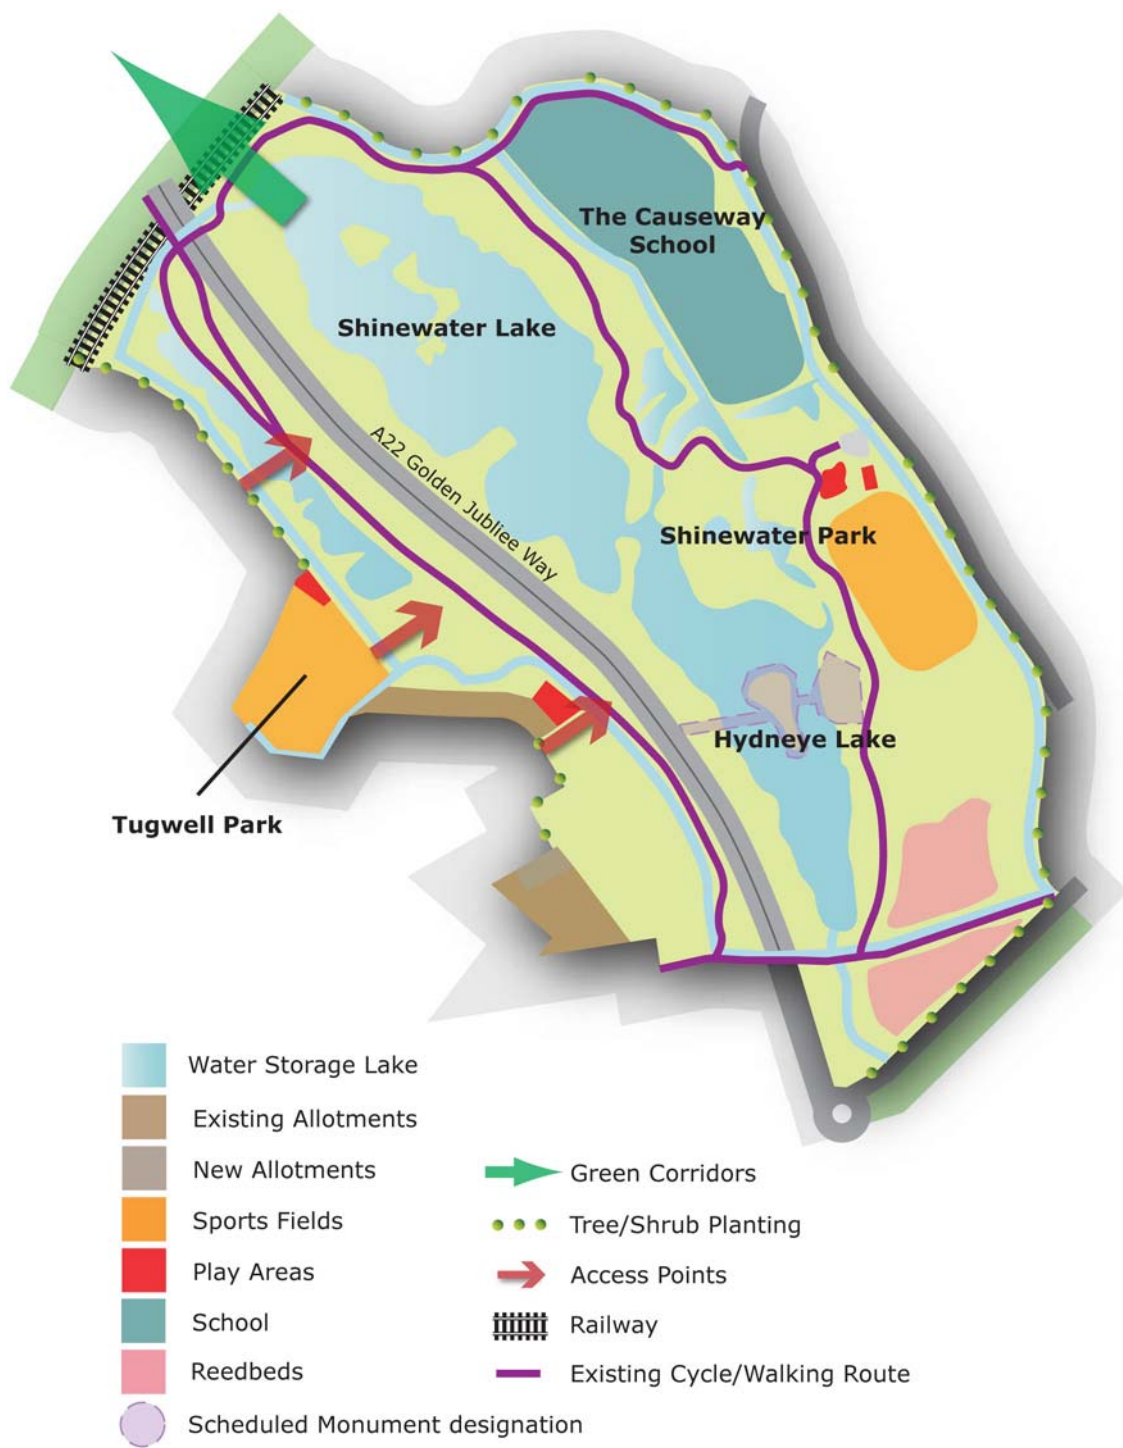 The Causeway
School
Shinewater Lake
A22 Golden Jubliee Way
Shinewater Park
Hydneye Lake
Tugwell Park
Water Storage Lake
Existing Allotments
New Allotments
Sports Fields
Play Areas
School
Reedbeds
Scheduled Monument designation
Green Corridors
Tree/Shrub Planting
Access Points
Railway
Existing Cycle/Walking Route